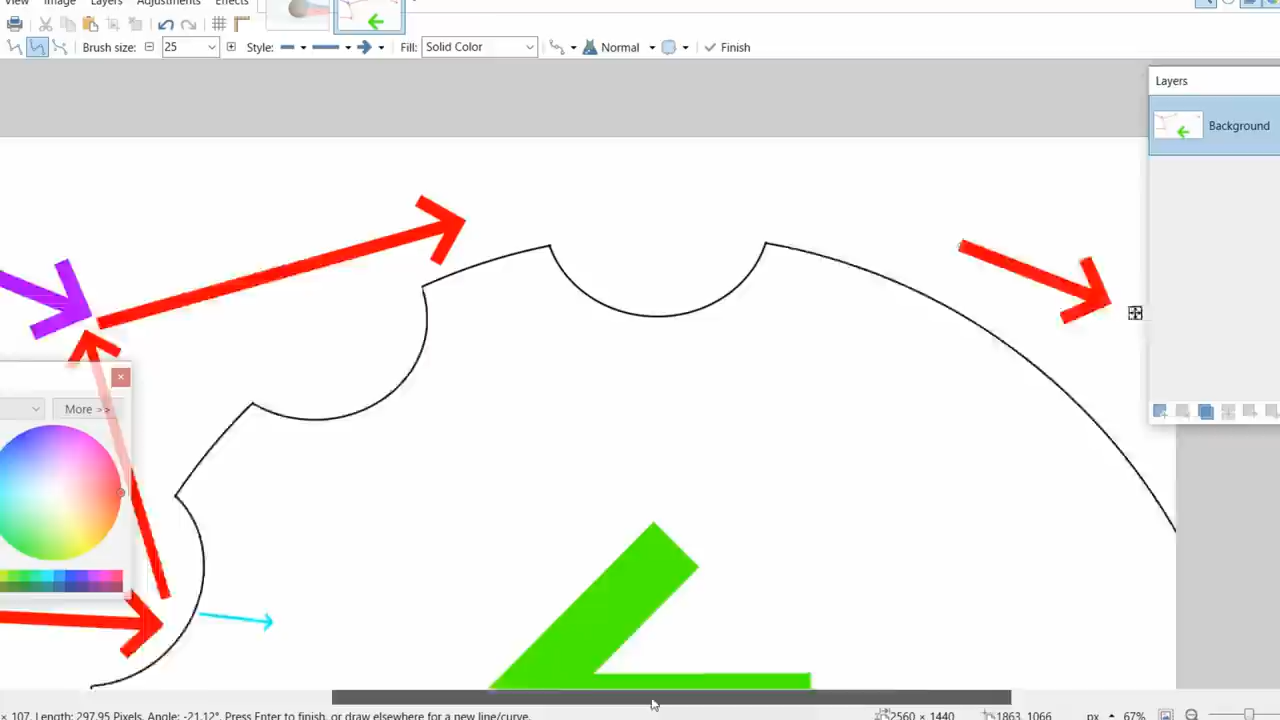 View Image Layers Adjustments Effects
Brush size: 25 Style: Fill: Solid Color Normal Finish
Layers
Background
More >>
× 107. Length: 297.95 Pixels. Angle: -21.12°. Press Enter to finish, or draw elsewhere for a new line/curve.
2560 × 1440
1863, 1066
px
67%